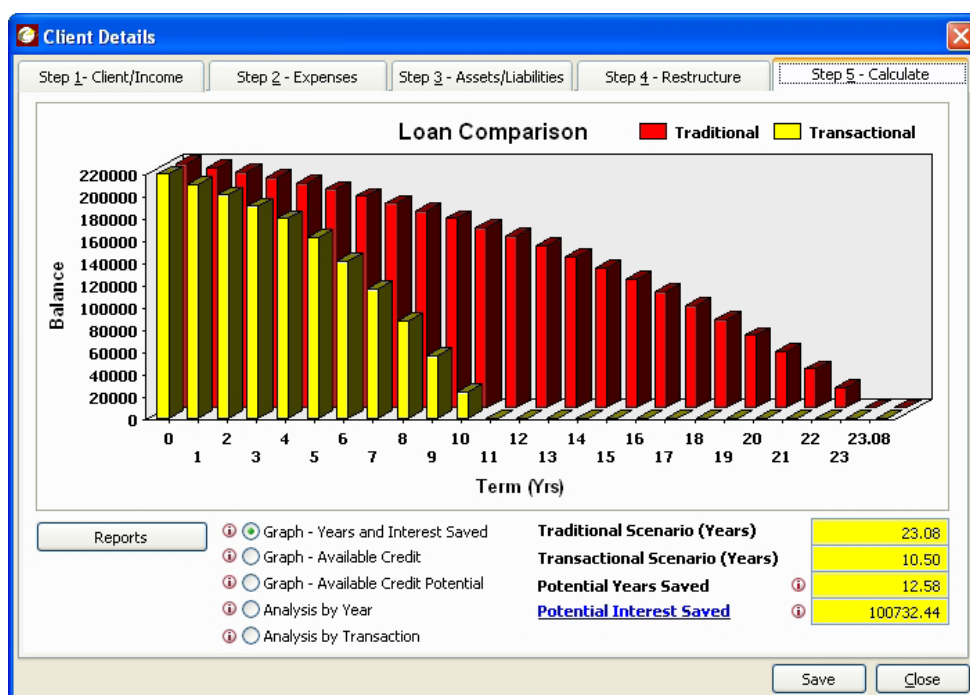 Client Details
Step 1- Client/Income
Step 2 - Expenses
Step 3 - Assets/Liabilities
Step 4 - Restructure
Step 5 - Calculate
Loan Comparison
Traditional
Transactional
220000
200000
180000
160000
140000
120000
100000
80000
60000
40000
20000
0
Balance
0 2 4 6 8 10 12 14 16 18 20 22 23.08
1 3 5 7 9 11 13 15 17 19 21 23
Term (Yrs)
Reports
Graph - Years and Interest Saved
Graph - Available Credit
Graph - Available Credit Potential
Analysis by Year
Analysis by Transaction
Traditional Scenario (Years) 23.08
Transactional Scenario (Years) 10.50
Potential Years Saved 12.58
Potential Interest Saved 100732.44
Save
Close